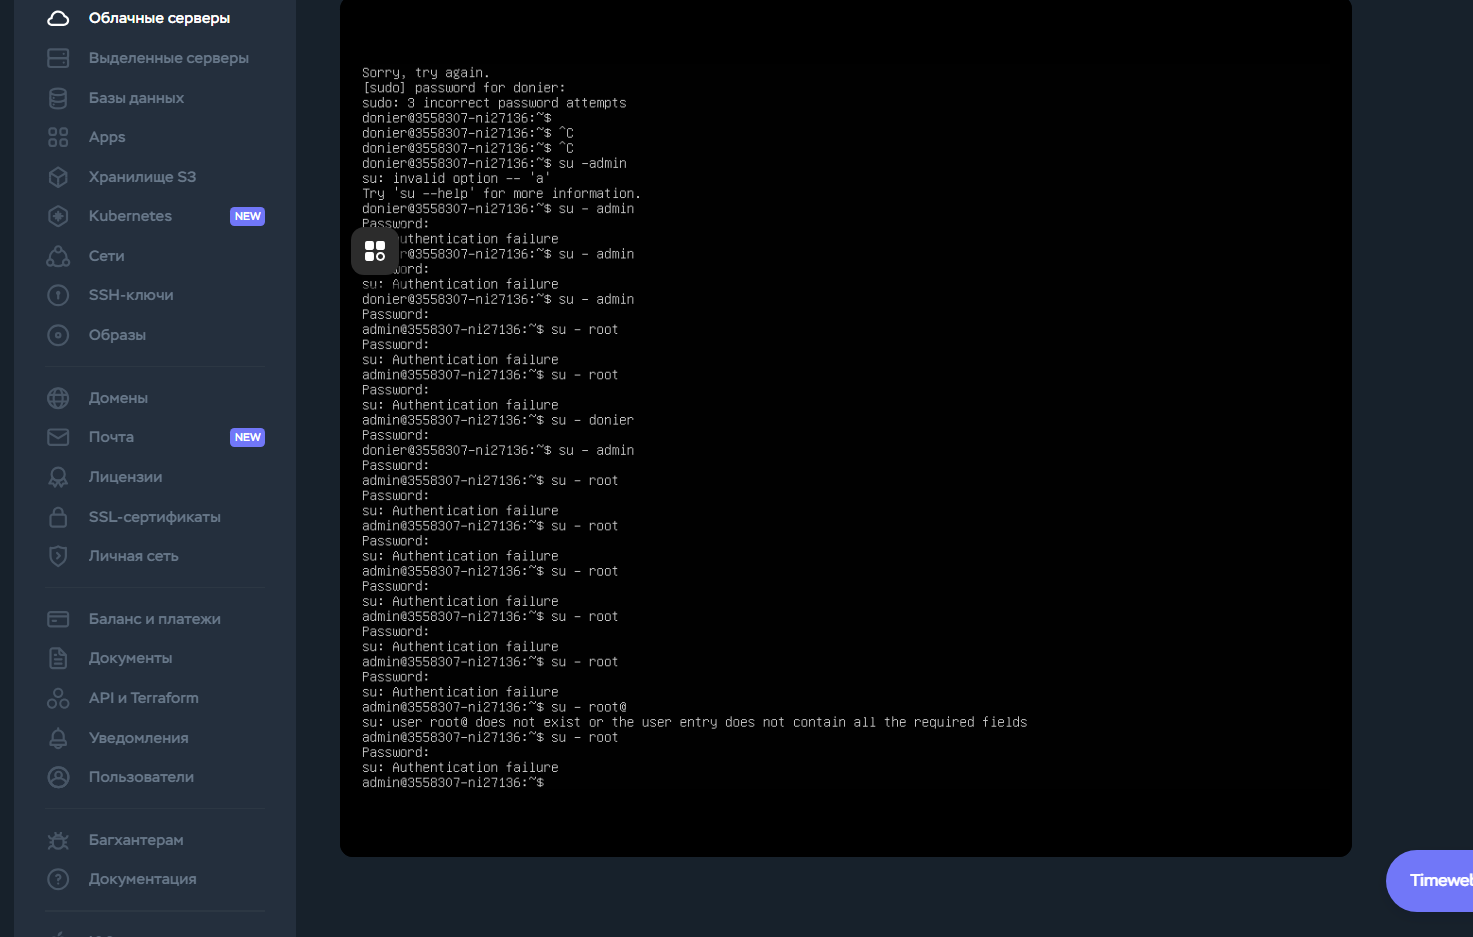 Облачные серверы
Выделенные серверы
Базы данных
Apps
Хранилище S3
Kubernetes NEW
Сети
SSH-ключи
Образы
Домены
Почта NEW
Лицензии
SSL-сертификаты
Личная сеть
Баланс и платежи
Документы
API и Terraform
Уведомления
Пользователи
Багхантерам
Документация
Sorry, try again.
[sudo] password for donier:
sudo: 3 incorrect password attempts
donier@3558307-ni27136:~$
donier@3558307-ni27136:~$ ^C
donier@3558307-ni27136:~$ ^C
donier@3558307-ni27136:~$ su -admin
su: invalid option -- 'a'
Try 'su --help' for more information.
donier@3558307-ni27136:~$ su - admin
Password:
uthentication failure
r@3558307-ni27136:~$ su - admin
word:
su: Authentication failure
donier@3558307-ni27136:~$ su - admin
Password:
admin@3558307-ni27136:~$ su - root
Password:
su: Authentication failure
admin@3558307-ni27136:~$ su - root
Password:
su: Authentication failure
admin@3558307-ni27136:~$ su - donier
Password:
donier@3558307-ni27136:~$ su - admin
Password:
admin@3558307-ni27136:~$ su - root
Password:
su: Authentication failure
admin@3558307-ni27136:~$ su - root
Password:
su: Authentication failure
admin@3558307-ni27136:~$ su - root
Password:
su: Authentication failure
admin@3558307-ni27136:~$ su - root
Password:
su: Authentication failure
admin@3558307-ni27136:~$ su - root
Password:
su: Authentication failure
admin@3558307-ni27136:~$ su - root@
su: user root@ does not exist or the user entry does not contain all the required fields
admin@3558307-ni27136:~$ su - root
Password:
su: Authentication failure
admin@3558307-ni27136:~$
Timeweb